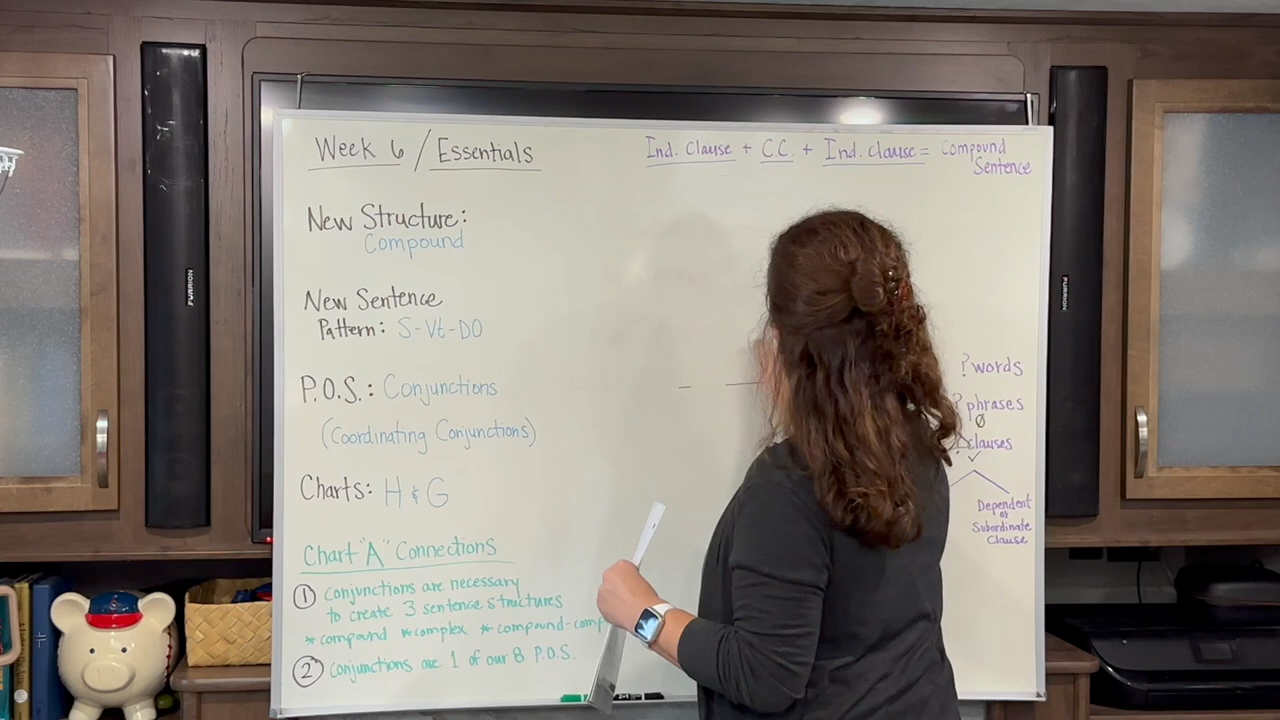 Week 6 / Essentials
Ind. Clause + C.C. + Ind. Clause = Compound
Sentence
New Structure:
Compound
New Sentence
Pattern: S-Vt-DO
P.O.S.: Conjunctions
(Coordinating Conjunctions)
Charts: H & G
Chart "A" Connections
① Conjunctions are necessary
to create 3 sentence structures
*compound *complex *compound-comp
② Conjunctions are 1 of our 8 P.O.S.
? words
? phrases
Ø
? clauses
✓
Dependent
or
Subordinate
Clause
FURRION
FURRION